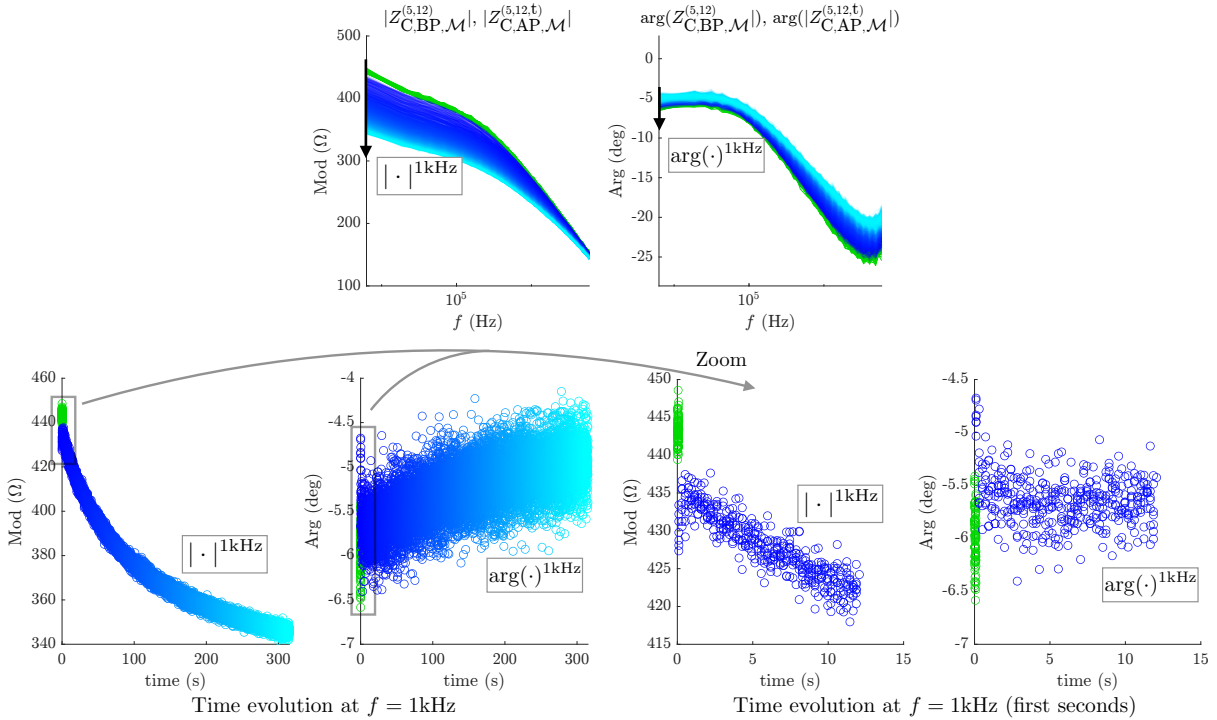 |Z_{C,BP,ℳ}^{(5,12)}|, |Z_{C,AP,ℳ}^{(5,12,t)}|
500
400
300
200
100
Mod (Ω)
|·|^{1kHz}
10^5
f (Hz)
arg(Z_{C,BP,ℳ}^{(5,12)}|), arg(|Z_{C,AP,ℳ}^{(5,12,t)}|)
0
-5
-10
-15
-20
-25
Arg (deg)
arg(·)^{1kHz}
10^5
f (Hz)
Zoom
460
440
420
400
380
360
340
Mod (Ω)
|·|^{1kHz}
0 100 200 300
time (s)
-4
-4.5
-5
-5.5
-6
-6.5
-7
Arg (deg)
arg(·)^{1kHz}
0 100 200 300
time (s)
Time evolution at f = 1kHz
450
445
440
435
430
425
420
415
Mod (Ω)
|·|^{1kHz}
0 5 10 15
time (s)
-4.5
-5
-5.5
-6
-6.5
-7
Arg (deg)
arg(·)^{1kHz}
0 5 10 15
time (s)
Time evolution at f = 1kHz (first seconds)